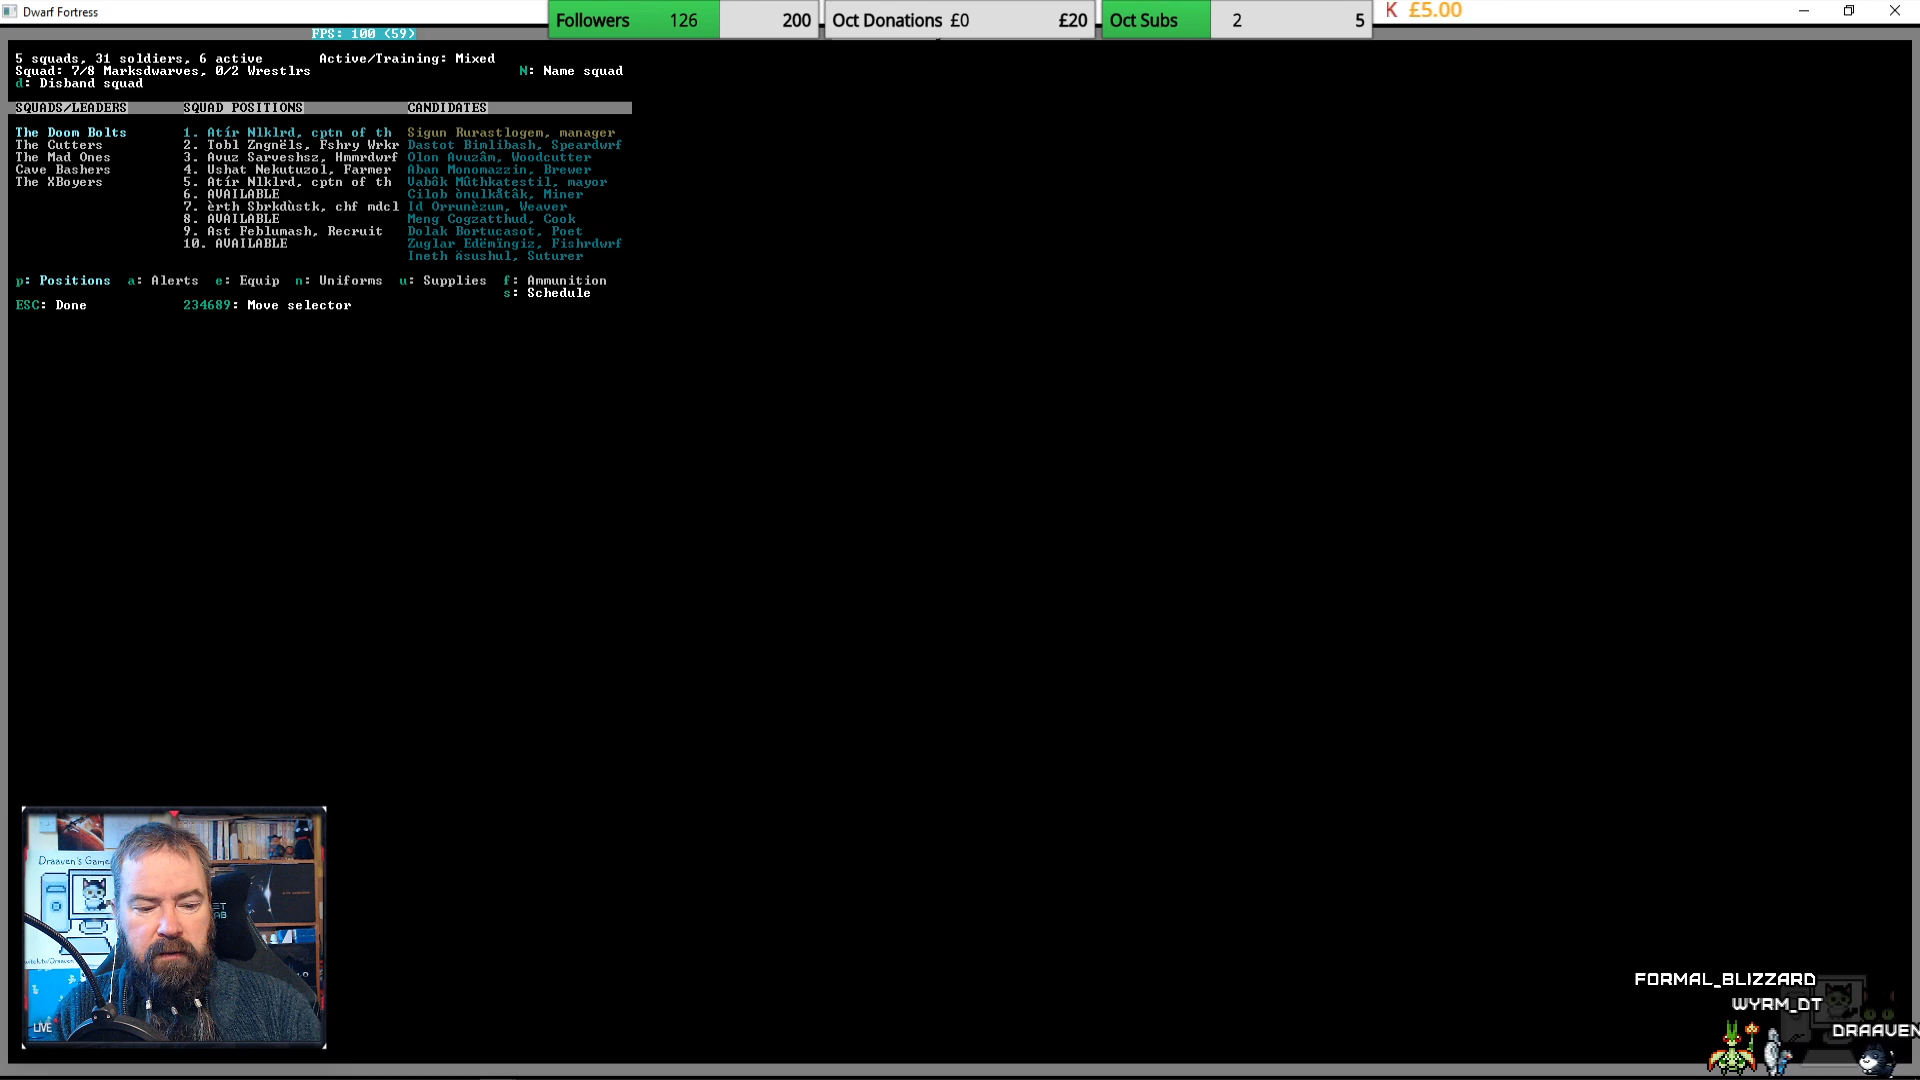 Dwarf Fortress
Followers 126 200
Oct Donations £0 £20
Oct Subs 2 5
K £5.00
FPS: 100 (59)
5 squads, 31 soldiers, 6 active Active/Training: Mixed
Squad: 7/8 Marksdwarves, 0/2 Wrestlrs N: Name squad
d: Disband squad
SQUADS/LEADERS SQUAD POSITIONS CANDIDATES
The Doom Bolts 1. Atír Nlklrd, cptn of th Sigun Rurastlogem, manager
The Cutters 2. Tobl Zngnëls, Fshry Wrkr Dastot Bimlibash, Speardwrf
The Mad Ones 3. Avuz Sarveshsz, Hmmrdwrf Olon Avuzâm, Woodcutter
Cave Bashers 4. Ushat Nekutuzol, Farmer Aban Monomazzin, Brewer
The XBoyers 5. Atír Nlklrd, cptn of th Vabôk Mûthkatestil, mayor
6. AVAILABLE Cilob ònulkåtâk, Miner
7. èrth Sbrkdùstk, chf mdcl Id Orrunèzum, Weaver
8. AVAILABLE Meng Cogzatthud, Cook
9. Ast Feblumash, Recruit Dolak Bortucasot, Poet
10. AVAILABLE Zuglar Edëmïngiz, Fishrdwrf
Ineth Äsushul, Suturer
p: Positions a: Alerts e: Equip n: Uniforms u: Supplies f: Ammunition
s: Schedule
ESC: Done 234689: Move selector
Draaven's Game
LIVE
FORMAL_BLIZZARD
WYRM_DT
DRAAVEN